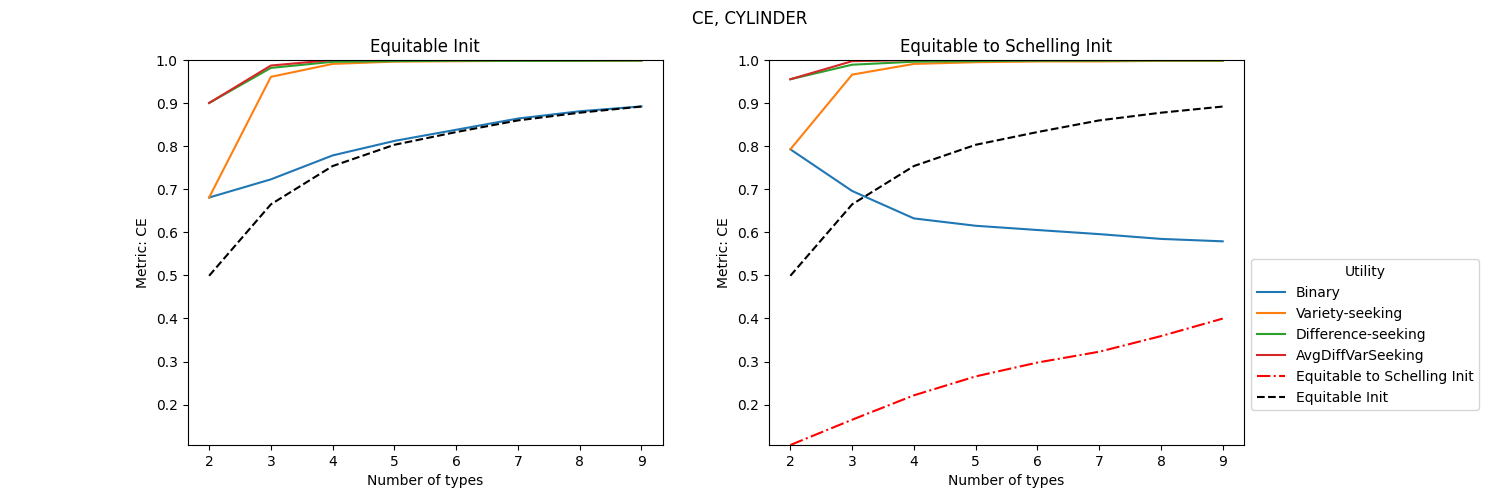 CE, CYLINDER
Equitable Init
Metric: CE
1.0
0.9
0.8
0.7
0.6
0.5
0.4
0.3
0.2
2 3 4 5 6 7 8 9
Number of types
Equitable to Schelling Init
Metric: CE
1.0
0.9
0.8
0.7
0.6
0.5
0.4
0.3
0.2
2 3 4 5 6 7 8 9
Number of types
Utility
Binary
Variety-seeking
Difference-seeking
AvgDiffVarSeeking
Equitable to Schelling Init
Equitable Init